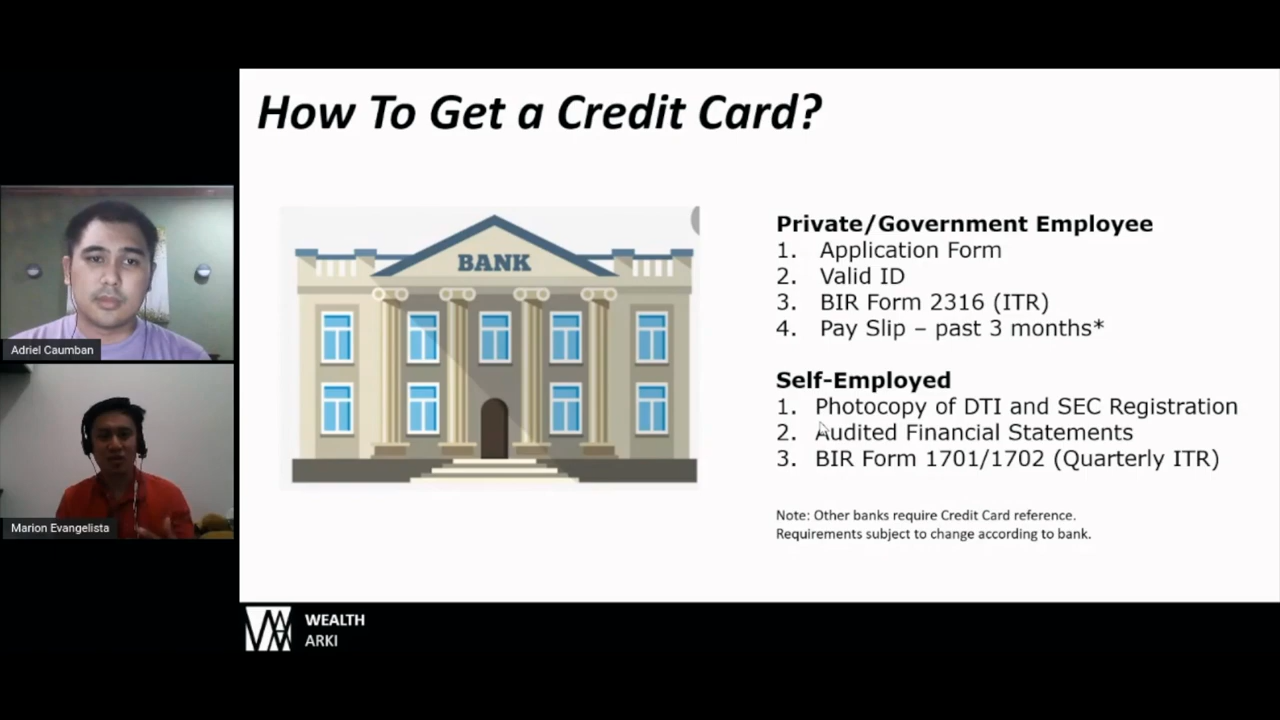 How To Get a Credit Card?
BANK
Private/Government Employee
1. Application Form
2. Valid ID
3. BIR Form 2316 (ITR)
4. Pay Slip – past 3 months*
Self-Employed
1. Photocopy of DTI and SEC Registration
2. Audited Financial Statements
3. BIR Form 1701/1702 (Quarterly ITR)
Note: Other banks require Credit Card reference.
Requirements subject to change according to bank.
Adriel Caumban
Marion Evangelista
WEALTH
ARKI